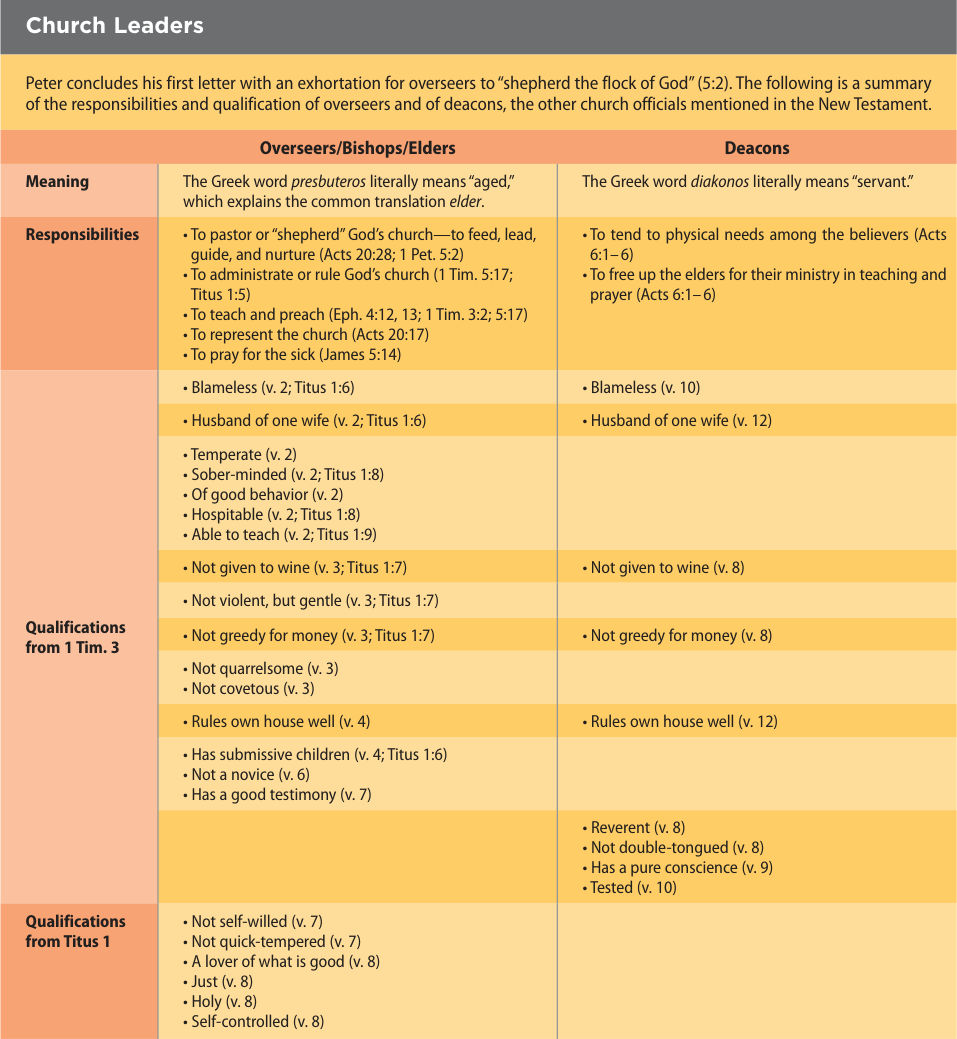 Church Leaders
Peter concludes his first letter with an exhortation for overseers to “shepherd the flock of God” (5:2). The following is a summary
of the responsibilities and qualification of overseers and of deacons, the other church officials mentioned in the New Testament.
Overseers/Bishops/Elders
Deacons
Meaning
The Greek word presbuteros literally means “aged,”
which explains the common translation elder.
The Greek word diakonos literally means “servant.”
Responsibilities
• To pastor or “shepherd” God’s church—to feed, lead,
guide, and nurture (Acts 20:28; 1 Pet. 5:2)
• To administrate or rule God’s church (1 Tim. 5:17;
Titus 1:5)
• To teach and preach (Eph. 4:12, 13; 1 Tim. 3:2; 5:17)
• To represent the church (Acts 20:17)
• To pray for the sick (James 5:14)
• To tend to physical needs among the believers (Acts
6:1–6)
• To free up the elders for their ministry in teaching and
prayer (Acts 6:1–6)
Qualifications
from 1 Tim. 3
• Blameless (v. 2; Titus 1:6)
• Blameless (v. 10)
• Husband of one wife (v. 2; Titus 1:6)
• Husband of one wife (v. 12)
• Temperate (v. 2)
• Sober-minded (v. 2; Titus 1:8)
• Of good behavior (v. 2)
• Hospitable (v. 2; Titus 1:8)
• Able to teach (v. 2; Titus 1:9)
• Not given to wine (v. 3; Titus 1:7)
• Not given to wine (v. 8)
• Not violent, but gentle (v. 3; Titus 1:7)
• Not greedy for money (v. 3; Titus 1:7)
• Not greedy for money (v. 8)
• Not quarrelsome (v. 3)
• Not covetous (v. 3)
• Rules own house well (v. 4)
• Rules own house well (v. 12)
• Has submissive children (v. 4; Titus 1:6)
• Not a novice (v. 6)
• Has a good testimony (v. 7)
• Reverent (v. 8)
• Not double-tongued (v. 8)
• Has a pure conscience (v. 9)
• Tested (v. 10)
Qualifications
from Titus 1
• Not self-willed (v. 7)
• Not quick-tempered (v. 7)
• A lover of what is good (v. 8)
• Just (v. 8)
• Holy (v. 8)
• Self-controlled (v. 8)